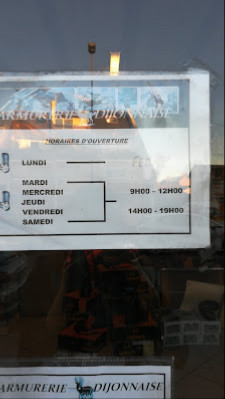 ARMURERIE DIJONNAISE
HORAIRES D'OUVERTURE
LUNDI
MARDI
MERCREDI
JEUDI
VENDREDI
SAMEDI
9H00 - 12H00
14H00 - 19H00
ARMURERIE DIJONNAISE